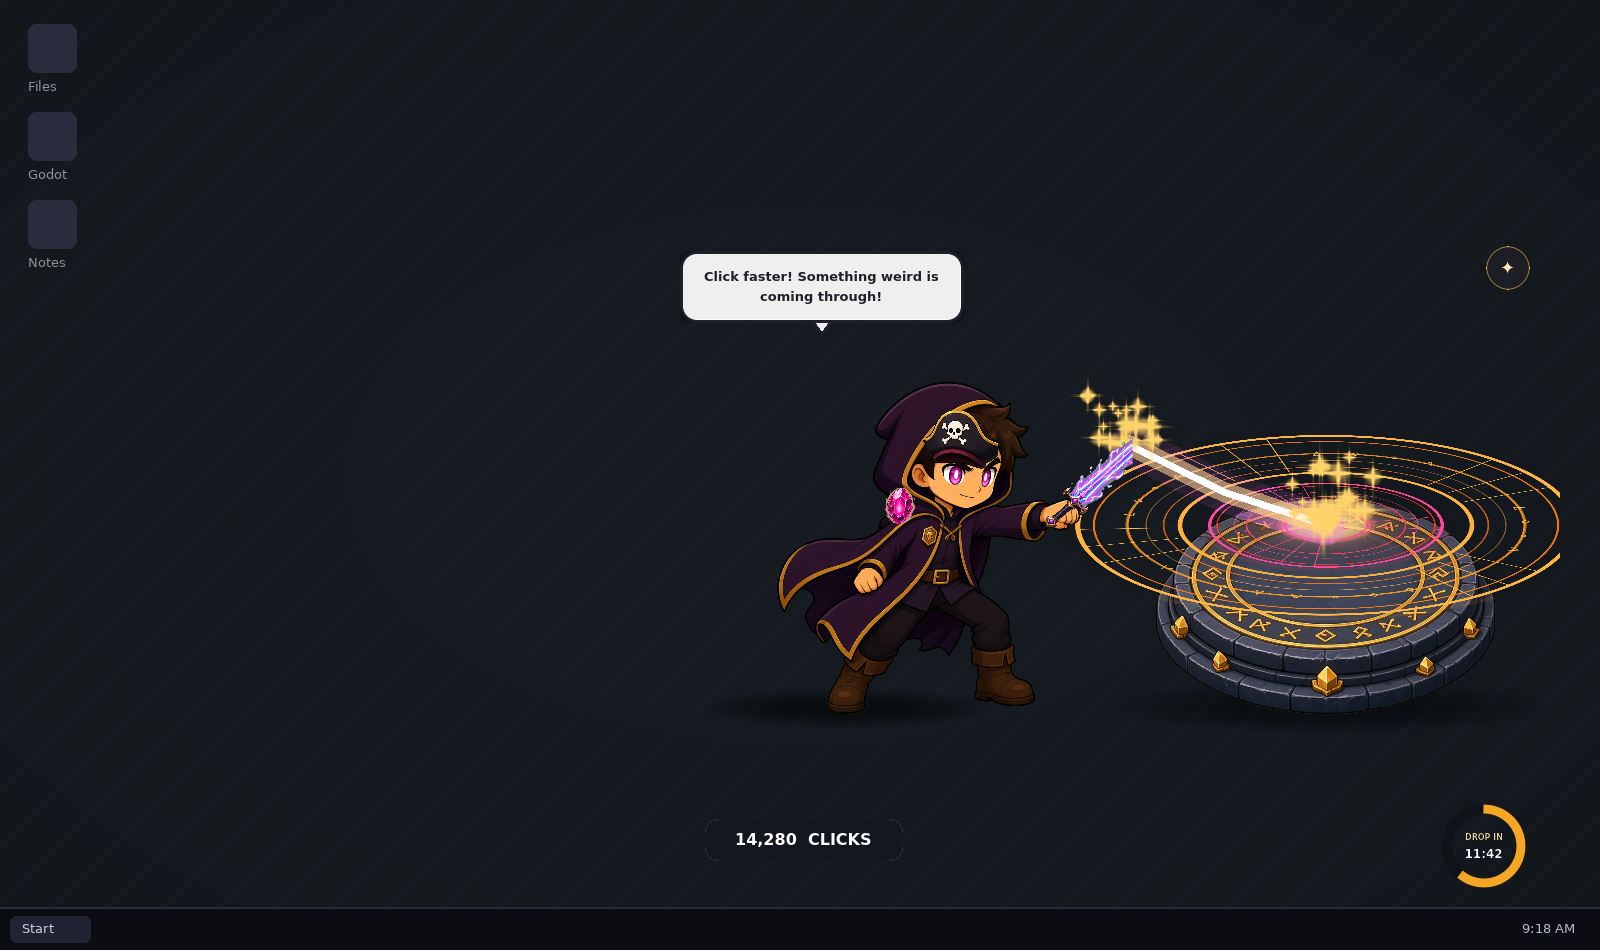 Files
Godot
Notes
Click faster! Something weird is
coming through!
14,280 CLICKS
DROP IN
11:42
Start
9:18 AM